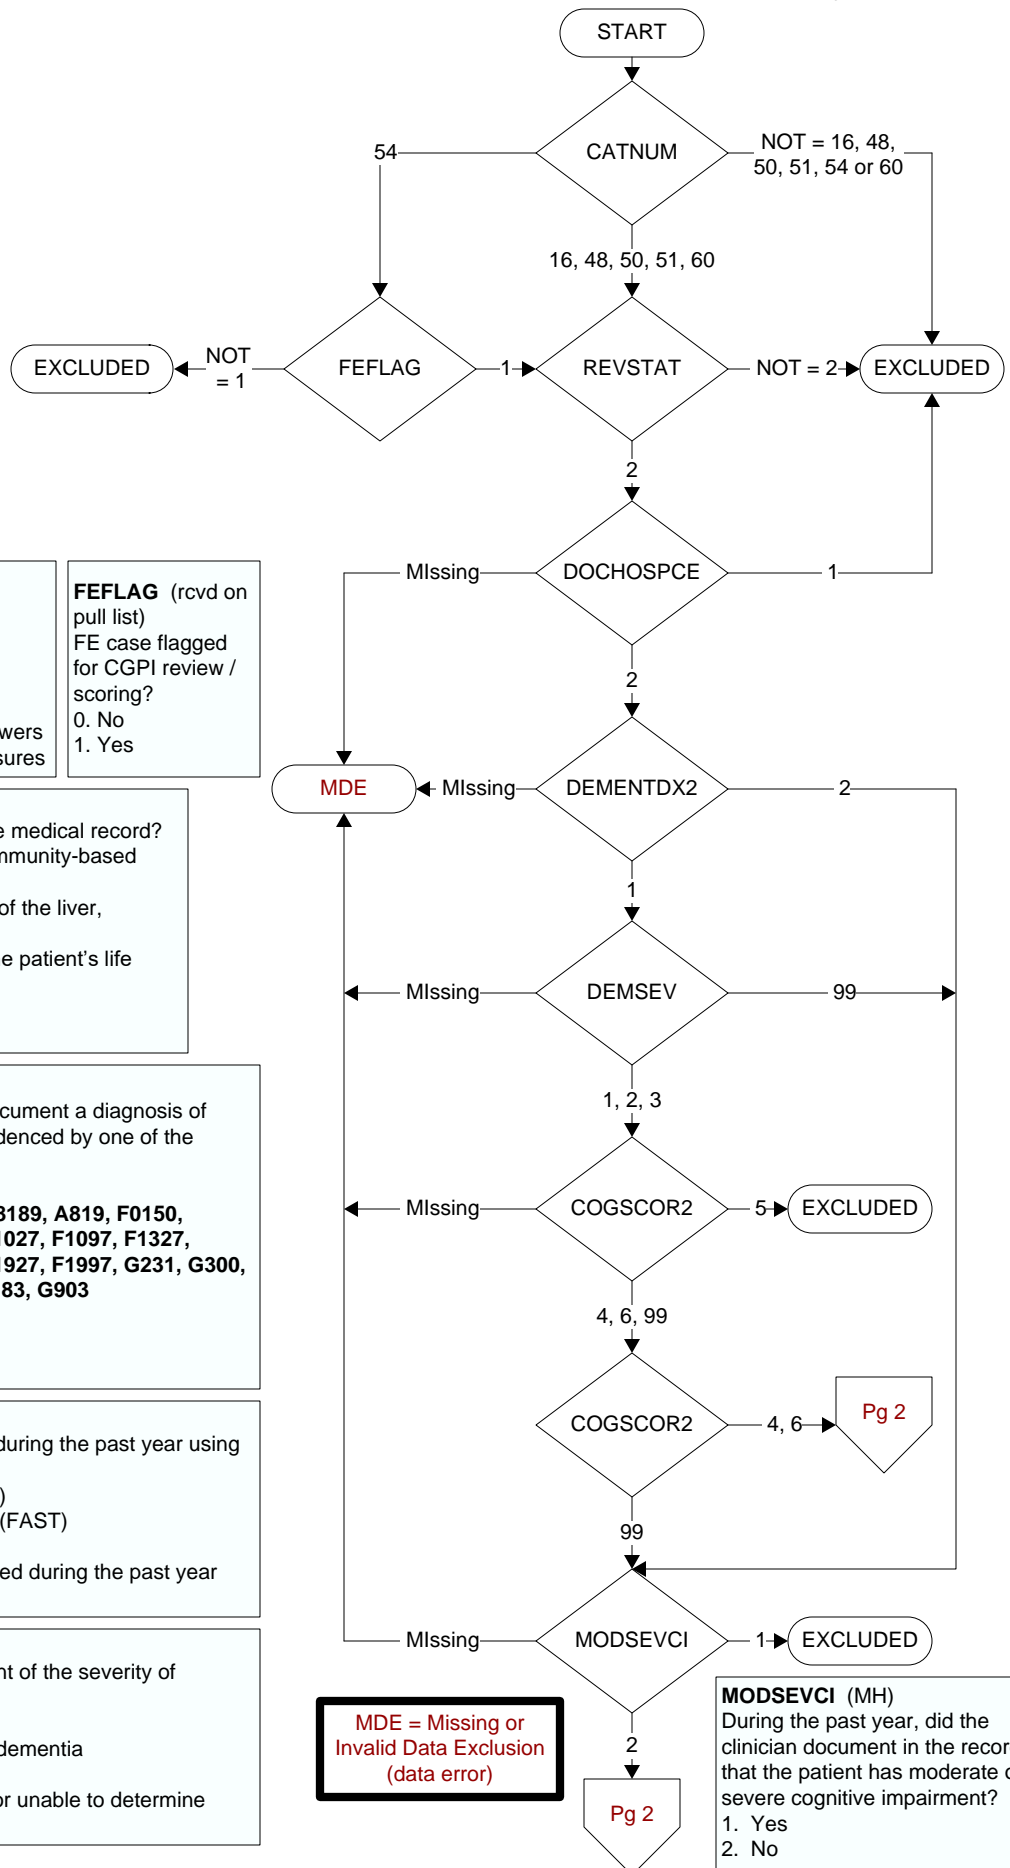 START
CATNUM
54
NOT = 16, 48,
50, 51, 54 or 60
16, 48, 50, 51, 60
EXCLUDED
NOT
= 1
FEFLAG
1
REVSTAT
NOT = 2
EXCLUDED
2
MIssing
DOCHOSPCE
1
wers
sures
FEFLAG (rcvd on
pull list)
FE case flagged
for CGPI review /
scoring?
0. No
1. Yes
2
MDE
MIssing
DEMENTDX2
2
e medical record?
mmunity-based
of the liver,
e patient's life
1
MIssing
DEMSEV
99
1, 2, 3
cument a diagnosis of
denced by one of the
8189, A819, F0150,
1027, F1097, F1327,
1927, F1997, G231, G300,
83, G903
MIssing
COGSCOR2
5
EXCLUDED
4, 6, 99
COGSCOR2
4, 6
Pg 2
during the past year using
)
(FAST)
ed during the past year
99
MIssing
MODSEVCI
1
EXCLUDED
nt of the severity of
dementia
or unable to determine
MDE = Missing or
Invalid Data Exclusion
(data error)
2
Pg 2
MODSEVCI (MH)
During the past year, did the
clinician document in the recor
that the patient has moderate o
severe cognitive impairment?
1. Yes
2. No